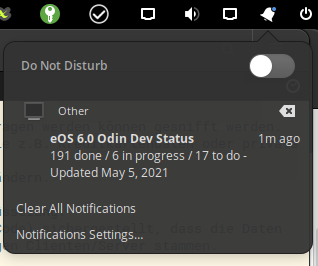 Do Not Disturb
Other
eOS 6.0 Odin Dev Status 1m ago
191 done / 6 in progress / 17 to do -
Updated May 5, 2021
Clear All Notifications
Notifications Settings...